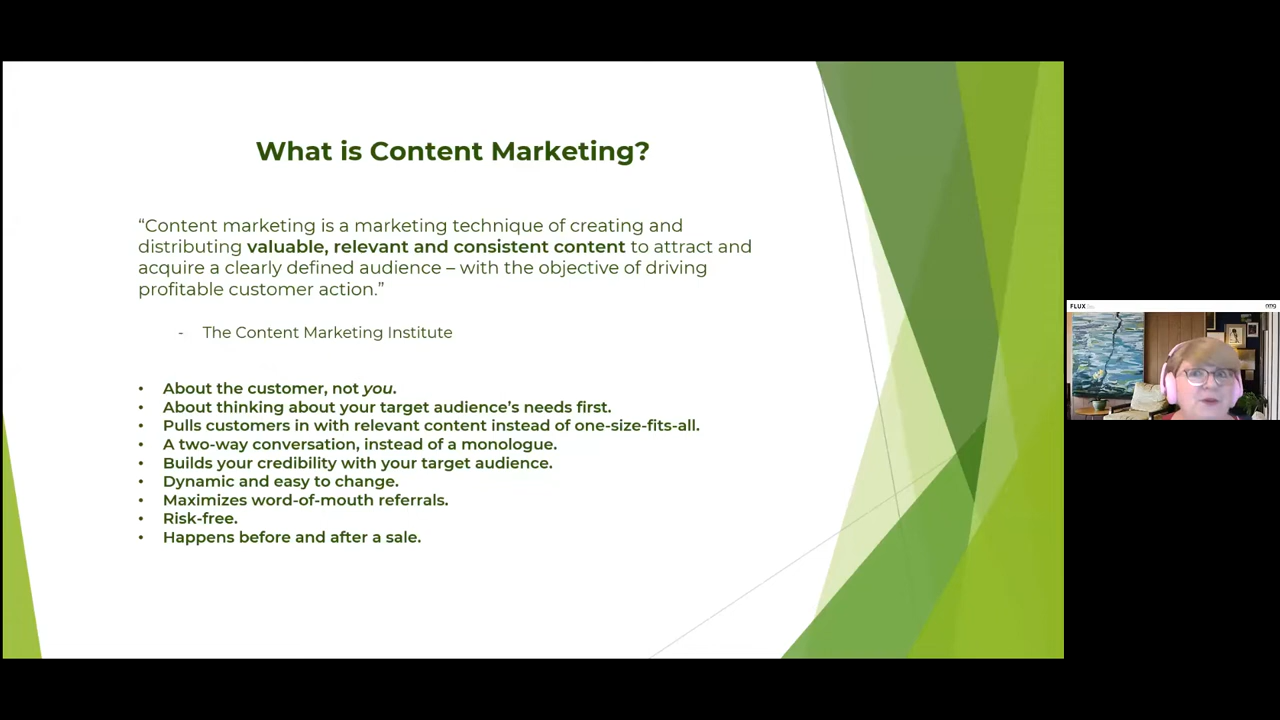 What is Content Marketing?
“Content marketing is a marketing technique of creating and
distributing valuable, relevant and consistent content to attract and
acquire a clearly defined audience – with the objective of driving
profitable customer action.”
- The Content Marketing Institute
• About the customer, not you.
• About thinking about your target audience’s needs first.
• Pulls customers in with relevant content instead of one-size-fits-all.
• A two-way conversation, instead of a monologue.
• Builds your credibility with your target audience.
• Dynamic and easy to change.
• Maximizes word-of-mouth referrals.
• Risk-free.
• Happens before and after a sale.
FLUX